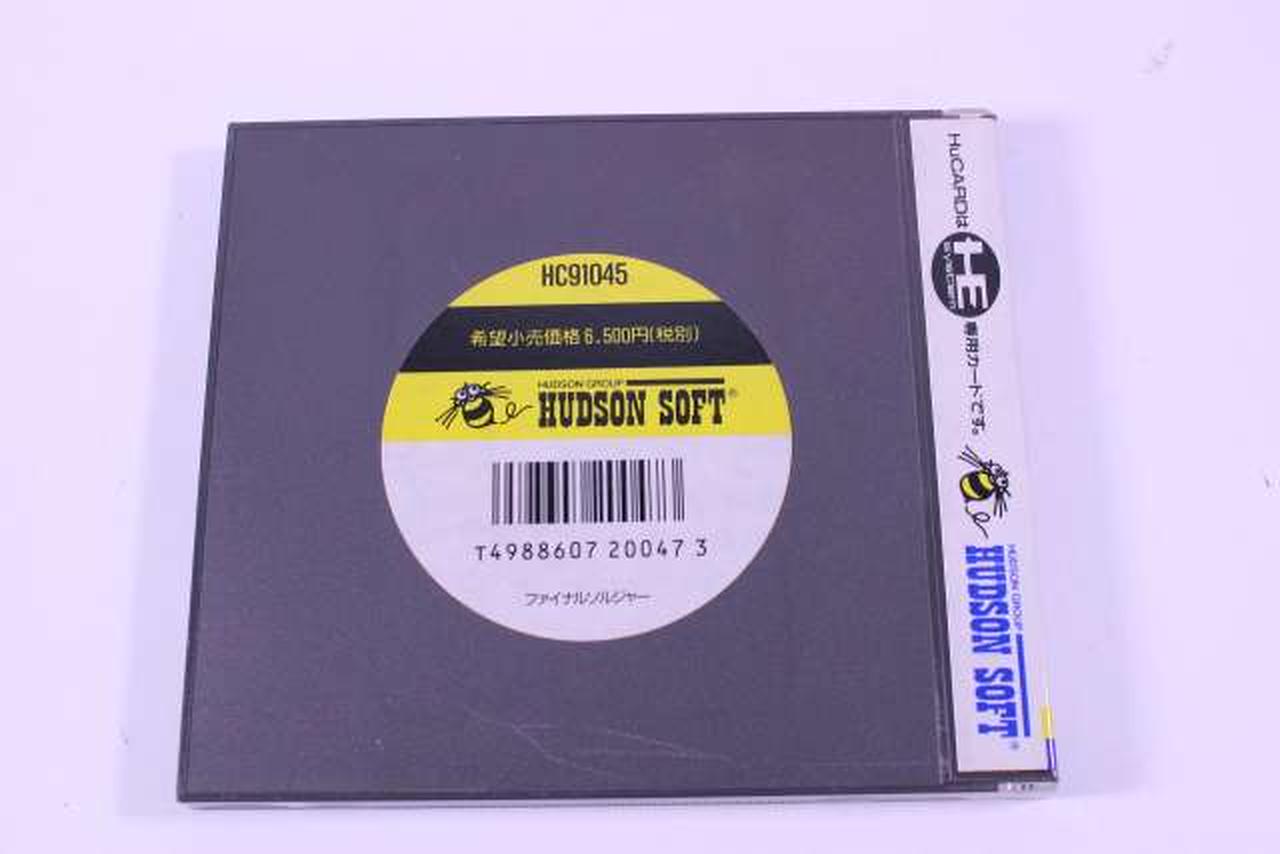 HC91045
希望小売価格6,500円(税別)
HUDSON GROUP
HUDSON SOFT®
T4988607 20047 3
ファイナルソルジャー
HuCARDは
HE
SYSTEM
専用カードです。
HUDSON GROUP
HUDSON SOFT®